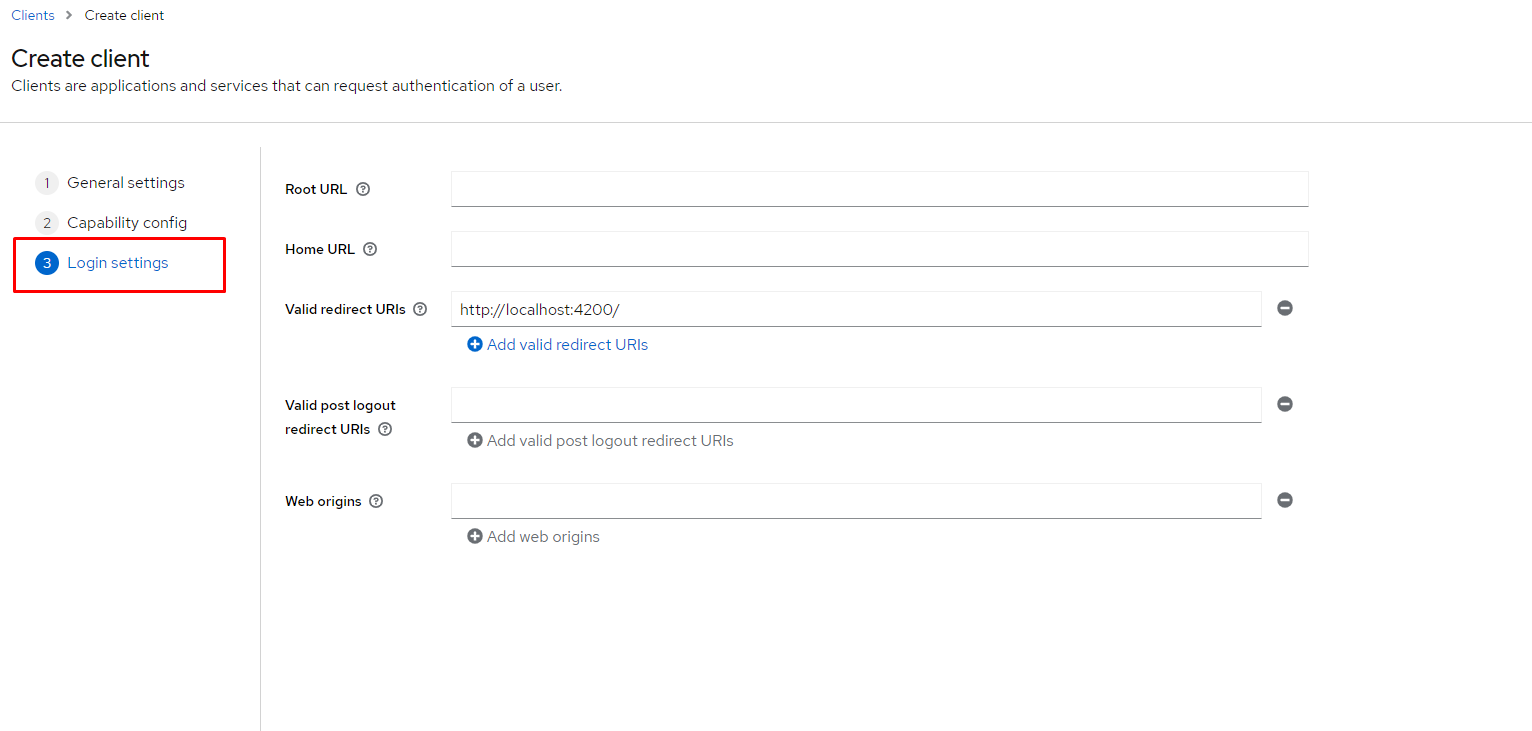 Clients > Create client
Create client
Clients are applications and services that can request authentication of a user.
1 General settings
2 Capability config
3 Login settings
Root URL
Home URL
Valid redirect URIs
http://localhost:4200/
Add valid redirect URIs
Valid post logout
redirect URIs
Add valid post logout redirect URIs
Web origins
Add web origins